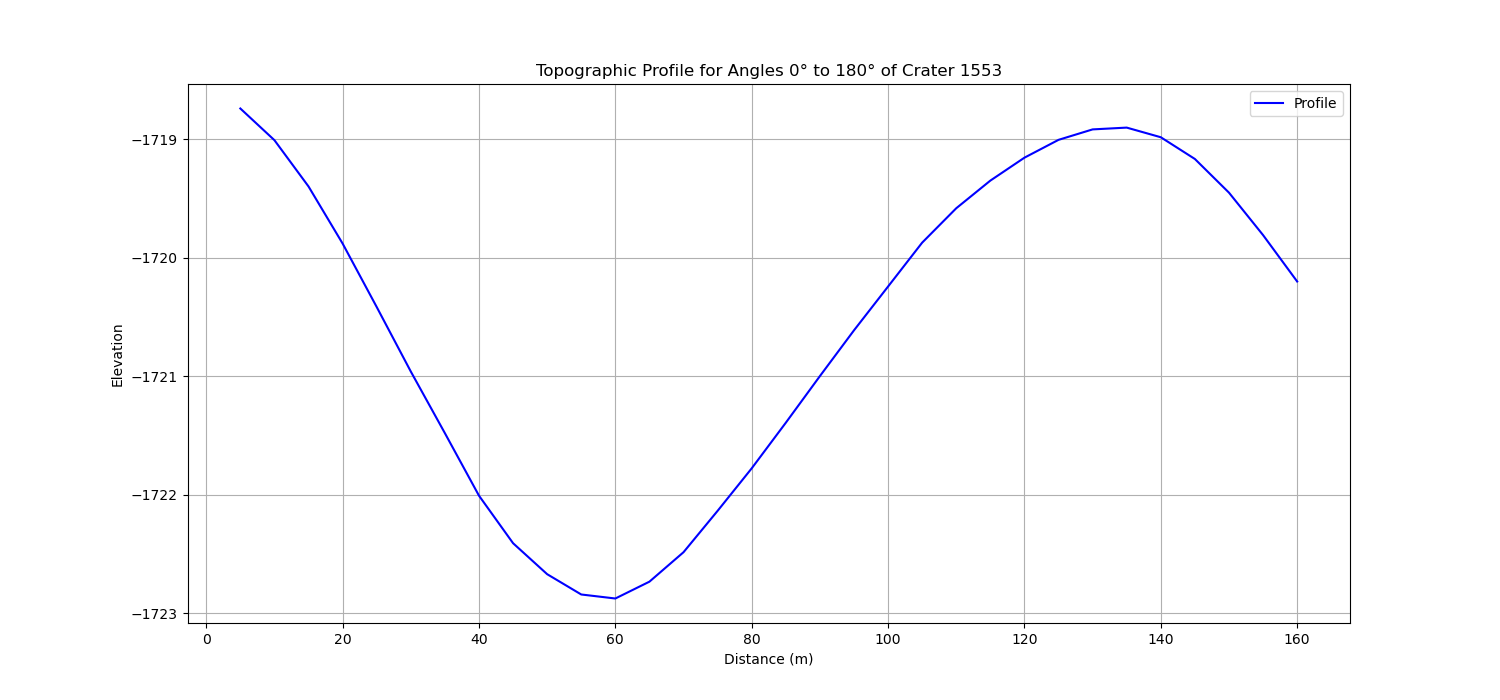 Topographic Profile for Angles 0° to 180° of Crater 1553
Profile
−1719
−1720
−1721
−1722
−1723
Elevation
0 20 40 60 80 100 120 140 160
Distance (m)